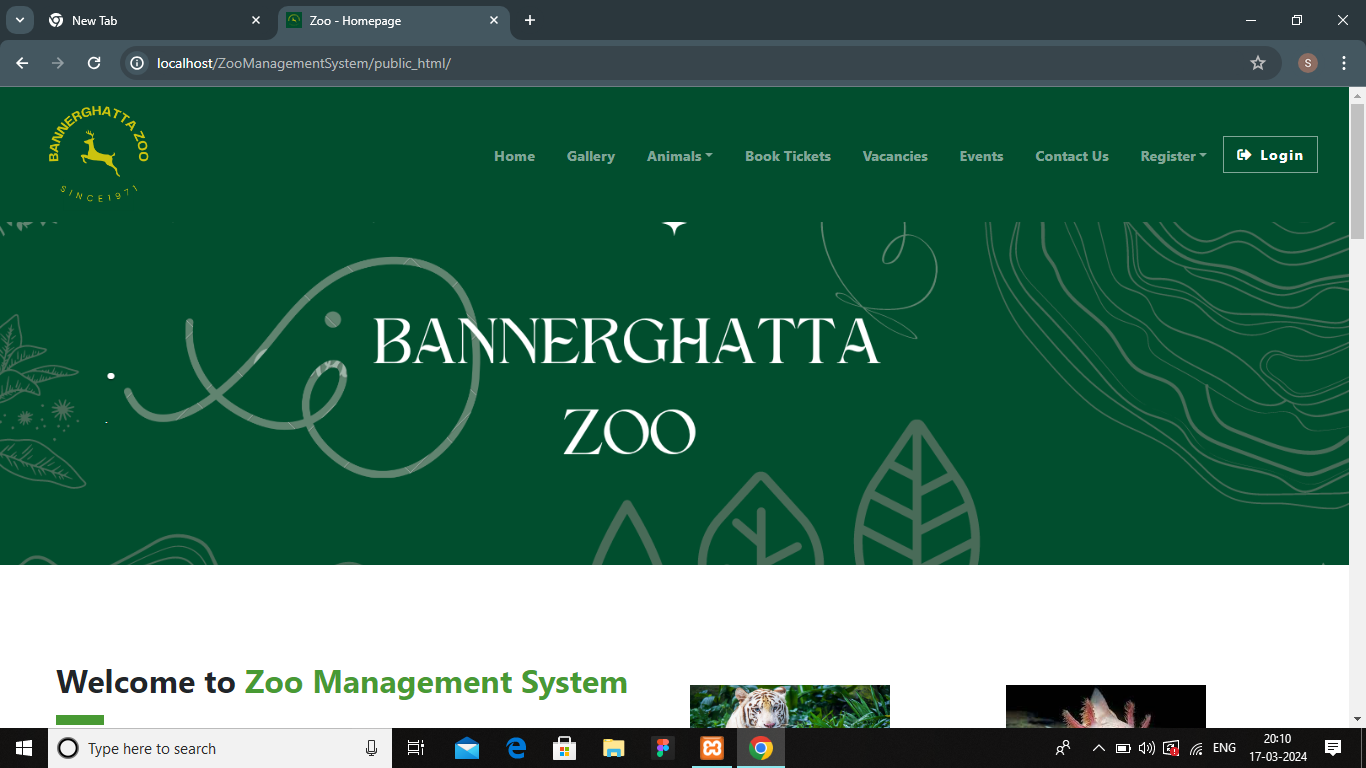 New Tab
Zoo - Homepage
localhost/ZooManagementSystem/public_html/
S
BANNERGHATTA ZOO
SINCE1971
Home Gallery Animals Book Tickets Vacancies Events Contact Us Register Login
BANNERGHATTA
ZOO
Welcome to Zoo Management System
Type here to search
ENG
20:10
17-03-2024